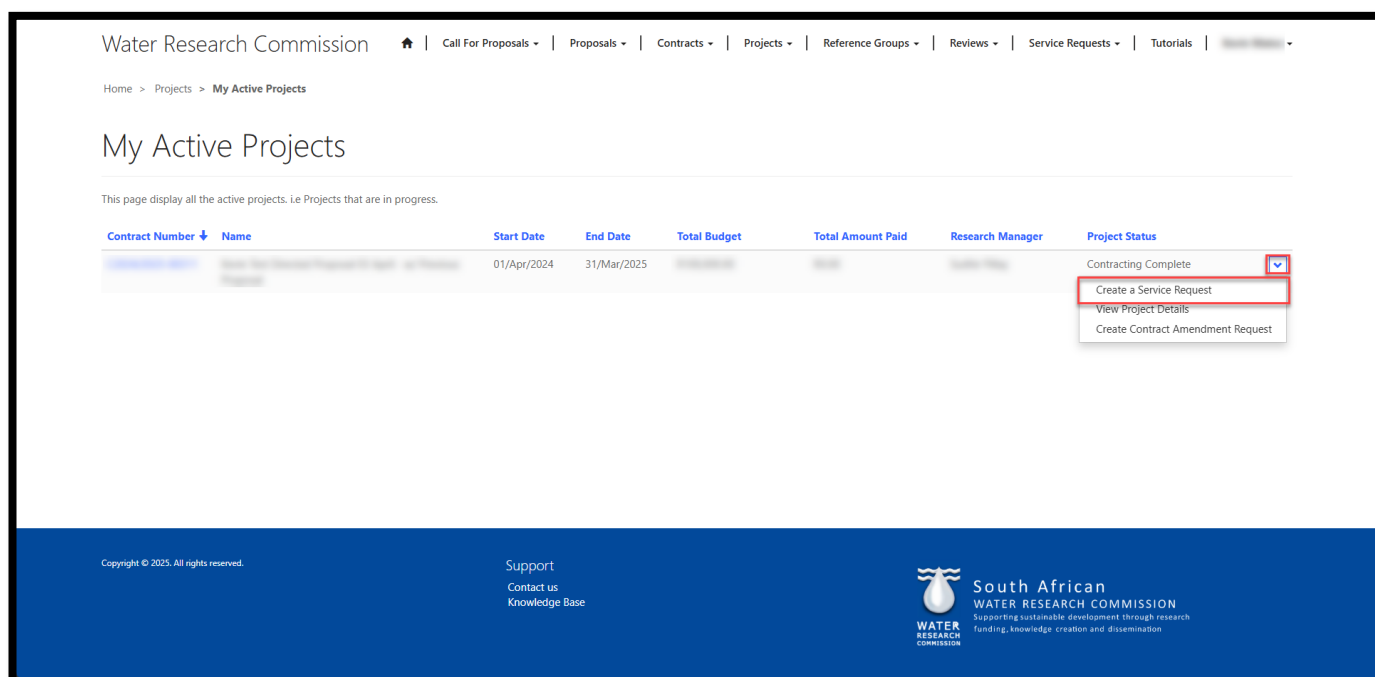 Water Research Commission Call For Proposals Proposals Contracts Projects Reference Groups Reviews Service Requests Tutorials
Home > Projects > My Active Projects
My Active Projects
This page display all the active projects. i.e Projects that are in progress.
Contract Number Name Start Date End Date Total Budget Total Amount Paid Research Manager Project Status
01/Apr/2024 31/Mar/2025 Contracting Complete
Create a Service Request
View Project Details
Create Contract Amendment Request
Copyright © 2025. All rights reserved.
Support
Contact us
Knowledge Base
WATER
RESEARCH
COMMISSION
South African
WATER RESEARCH COMMISSION
Supporting sustainable development through research
funding, knowledge creation and dissemination